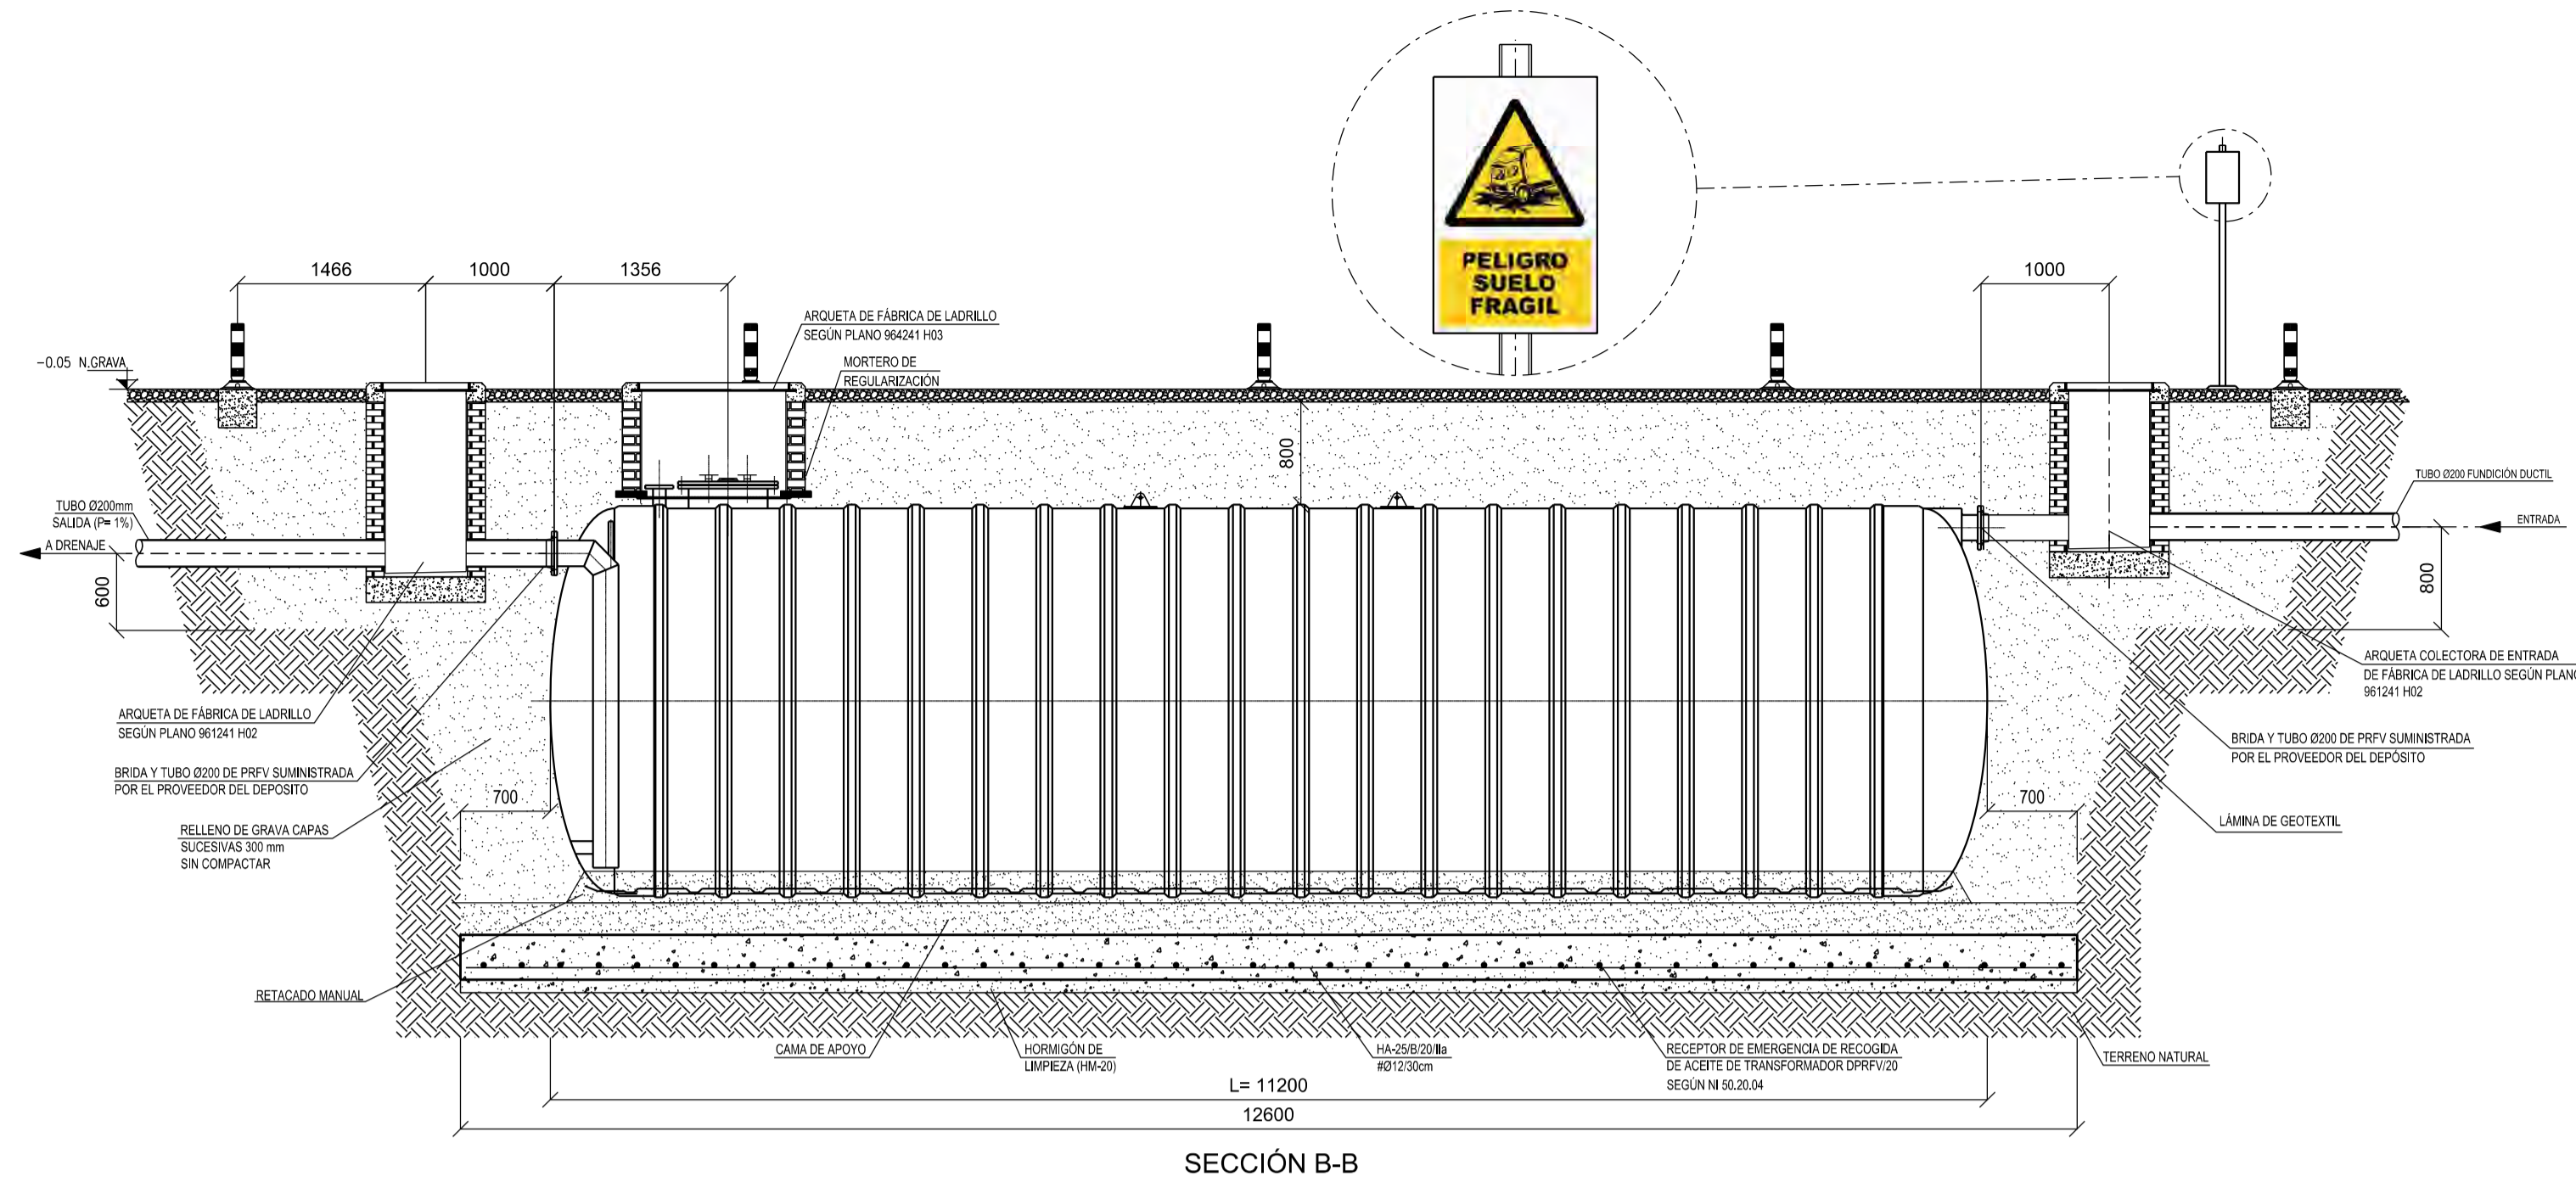 PELIGRO
SUELO
FRAGIL
1466
1000
1356
1000
ARQUETA DE FÁBRICA DE LADRILLO
SEGÚN PLANO 964241 H03
MORTERO DE
REGULARIZACIÓN
-0.05 N.GRAVA
800
TUBO Ø200mm
SALIDA (P= 1%)
A DRENAJE
600
TUBO Ø200 FUNDICIÓN DUCTIL
ENTRADA
800
ARQUETA COLECTORA DE ENTRADA
DE FÁBRICA DE LADRILLO SEGÚN PLANO
961241 H02
ARQUETA DE FÁBRICA DE LADRILLO
SEGÚN PLANO 961241 H02
BRIDA Y TUBO Ø200 DE PRFV SUMINISTRADA
POR EL PROVEEDOR DEL DEPÓSITO
BRIDA Y TUBO Ø200 DE PRFV SUMINISTRADA
POR EL PROVEEDOR DEL DEPOSITO
700
700
RELLENO DE GRAVA CAPAS
SUCESIVAS 300 mm
SIN COMPACTAR
LÁMINA DE GEOTEXTIL
RETACADO MANUAL
CAMA DE APOYO
HORMIGÓN DE
LIMPIEZA (HM-20)
HA-25/B/20/IIa
#Ø12/30cm
RECEPTOR DE EMERGENCIA DE RECOGIDA
DE ACEITE DE TRANSFORMADOR DPRFV/20
SEGÚN NI 50.20.04
TERRENO NATURAL
L= 11200
12600
SECCIÓN B-B